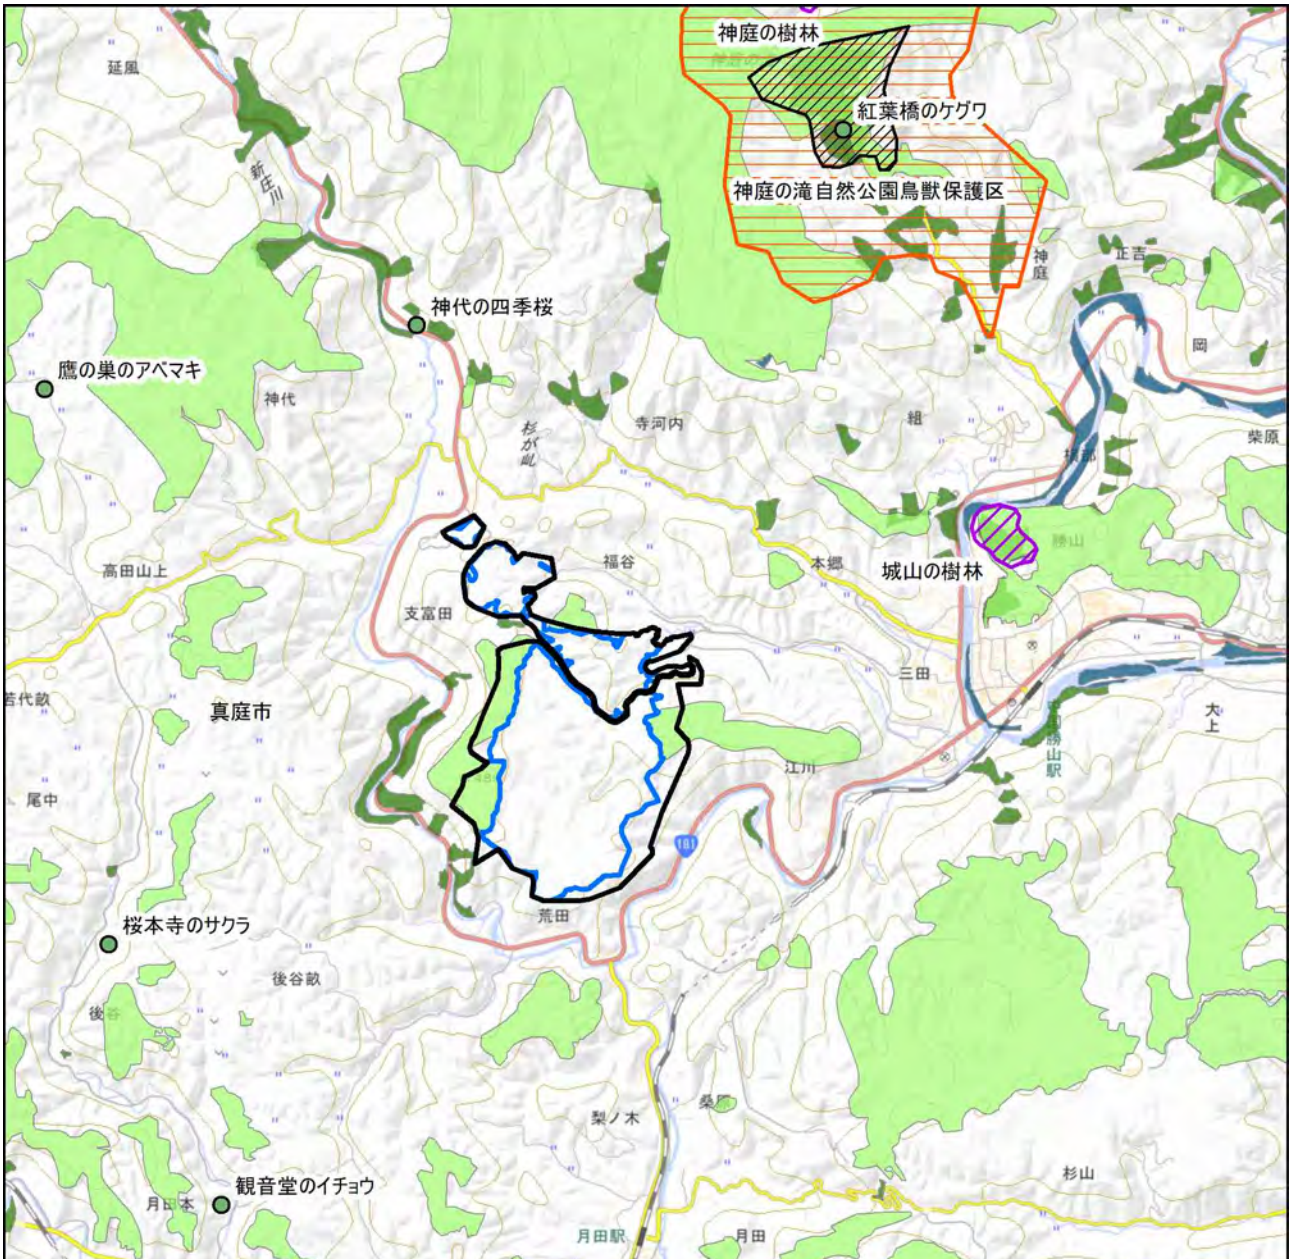 神庭の樹林
延風
紅葉橋のケグワ
新庄川
神庭の滝自然公園鳥獣保護区
神庭
正吉
神代の四季桜
岡
鷹の巣のアベマキ
神代
寺河内
組
柴原
杉が乢
勝山
福谷
本郷
城山の樹林
高田山上
支富田
三田
若代畝
真庭市
大上
中国勝山駅
江川
尾中
181
荒田
桜本寺のサクラ
後谷畝
後谷
桑原
梨ノ木
杉山
観音堂のイチョウ
月田本
月田駅
月田